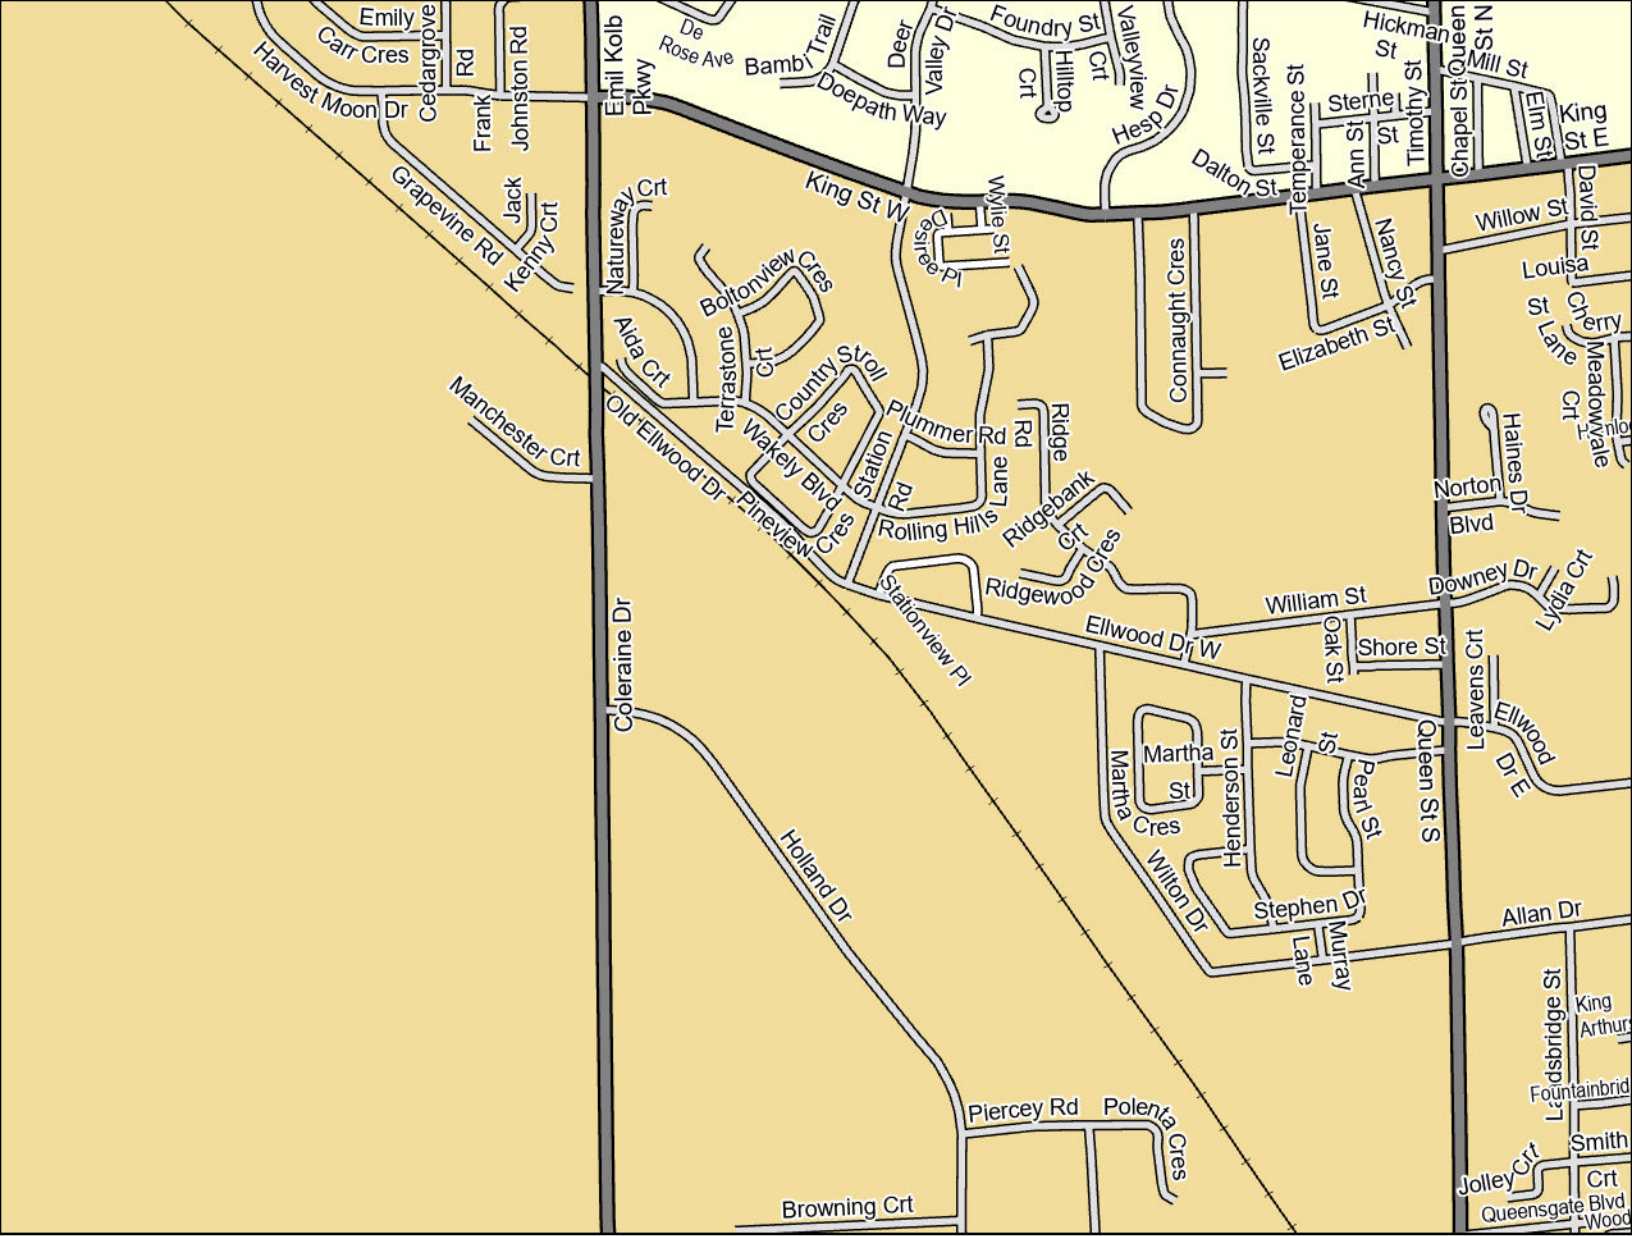 Emily
Carr Cres
Cedargrove
Rd
Harvest Moon Dr
Frank
Johnston Rd
Emil Kolb
Pkwy
De
Rose Ave
Bambi Trail
Doepath Way
Deer
Valley Dr
Foundry St
Hilltop
Crt
Valleyview
Crt
Hesp Dr
Sackville St
Dalton St
Temperance St
Hickman
St
Sterne
St
Ann St
Timothy St
Chapel St
Queen
St N
Mill St
Elm St
King
St E
King St W
Grapevine Rd
Jack
Kenny Crt
Natureway Crt
Desiree Pl
Wylie St
Boltonview Cres
Terrastone
Crt
Aida Crt
Country Stroll
Cres
Wakely Blvd
Plummer Rd
Station
Rd
Rolling Hills
Lane
Old Ellwood Dr
Pineview
Cres
Manchester Crt
Coleraine Dr
Stationview Pl
Ridge
Rd
Ridgebank
Crt
Ridgewood Cres
Connaught Cres
Jane St
Nancy St
Elizabeth St
Willow St
David St
Louisa
St
Cherry
Lane
Meadowvale
Crt
Haines Dr
Norton
Blvd
Downey Dr
Lydia Crt
William St
Oak St
Shore St
Ellwood Dr W
Leavens Crt
Ellwood
Dr E
Queen St S
Martha
St
Martha
Cres
Henderson St
Leonard
St
Pearl St
Wilton Dr
Stephen Dr
Murray
Lane
Allan Dr
Holland Dr
Piercey Rd
Polenta
Cres
Browning Crt
King
Arthur
Fountainbrid
Smith
Crt
Jolley Crt
Queensgate Blvd
Wood